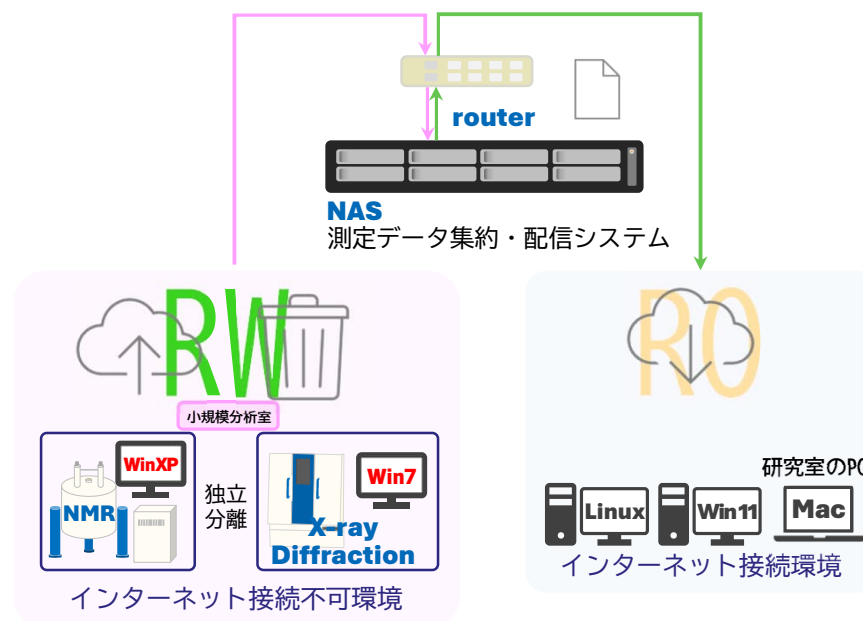 router
NAS
測定データ集約・配信システム
RW
小規模分析室
WinXP
NMR
独立
分離
Win7
X-ray
Diffraction
インターネット接続不可環境
RO
研究室のPC
Linux
Win11
Mac
インターネット接続環境